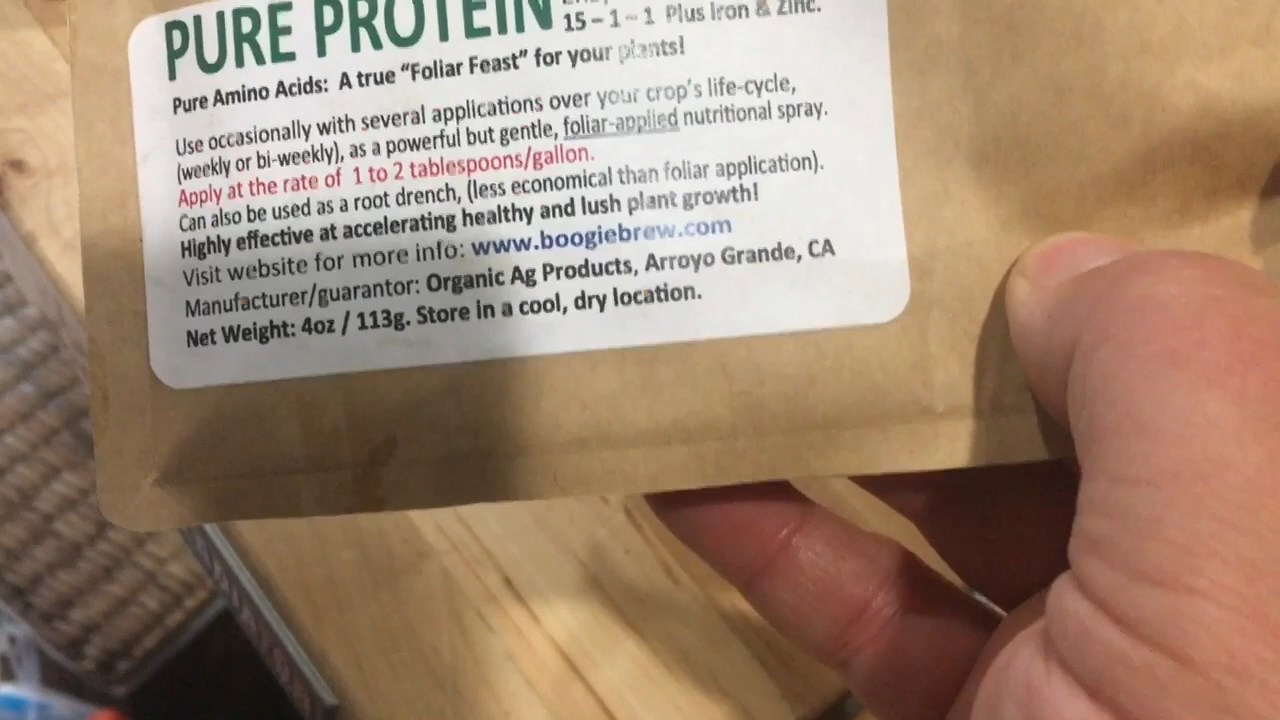 PURE PROTEIN
15 – 1 – 1 Plus Iron & Zinc.
Pure Amino Acids: A true “Foliar Feast” for your plants!
Use occasionally with several applications over your crop’s life-cycle,
(weekly or bi-weekly), as a powerful but gentle, foliar-applied nutritional spray.
Apply at the rate of 1 to 2 tablespoons/gallon.
Can also be used as a root drench, (less economical than foliar application).
Highly effective at accelerating healthy and lush plant growth!
Visit website for more info: www.boogiebrew.com
Manufacturer/guarantor: Organic Ag Products, Arroyo Grande, CA
Net Weight: 4oz / 113g. Store in a cool, dry location.